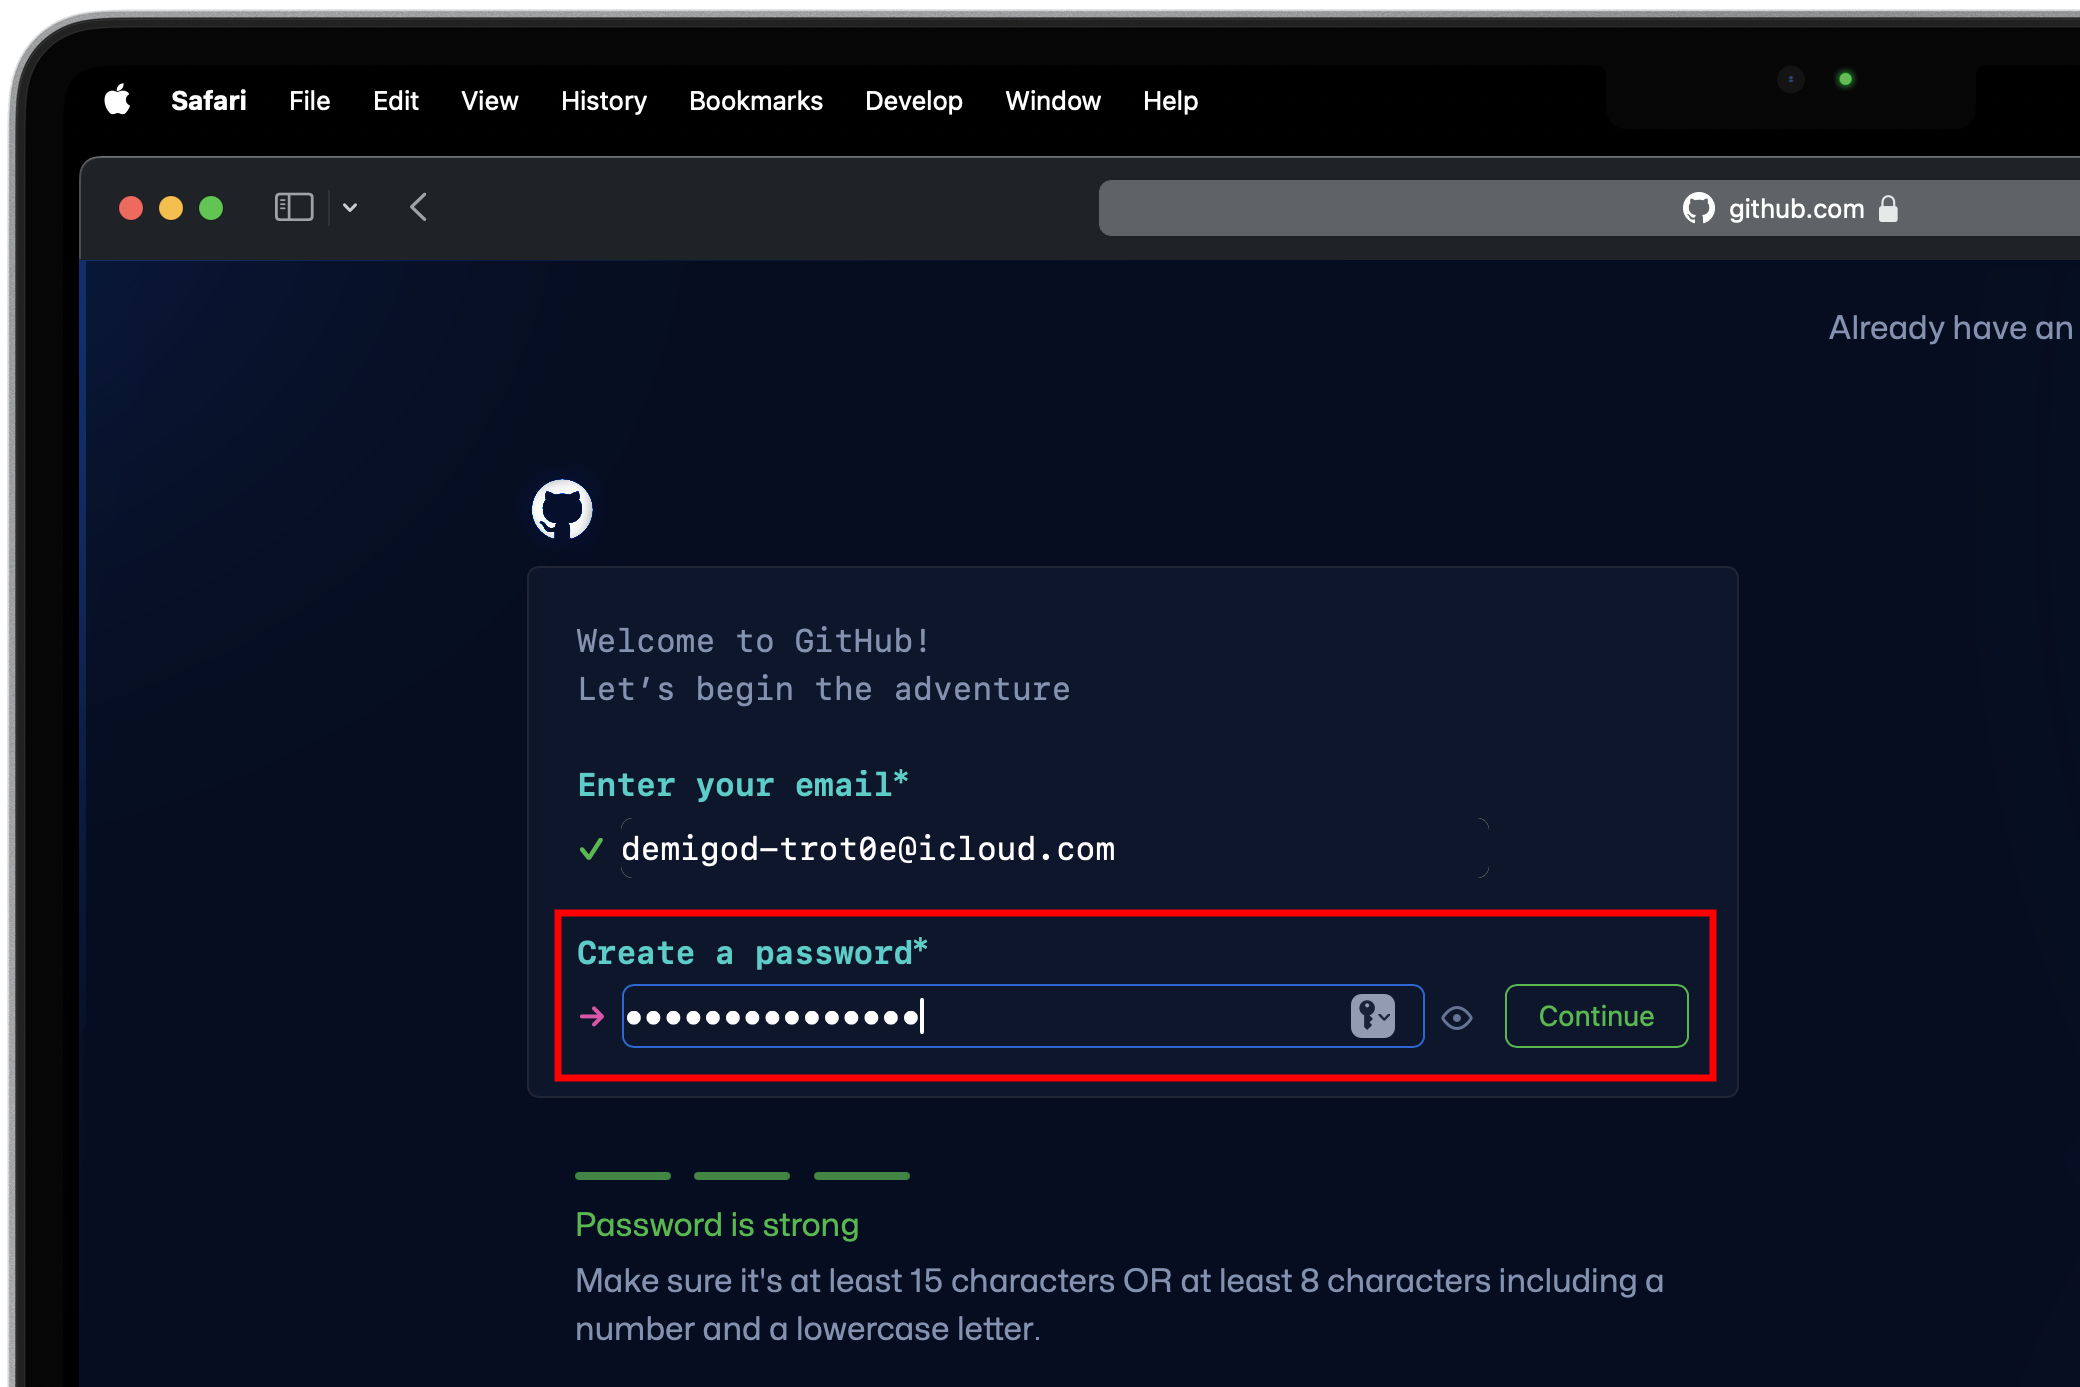 Safari File Edit View History Bookmarks Develop Window Help
github.com
Already have an
Welcome to GitHub!
Let’s begin the adventure
Enter your email*
demigod-trot0e@icloud.com
Create a password*
Continue
Password is strong
Make sure it's at least 15 characters OR at least 8 characters including a
number and a lowercase letter.